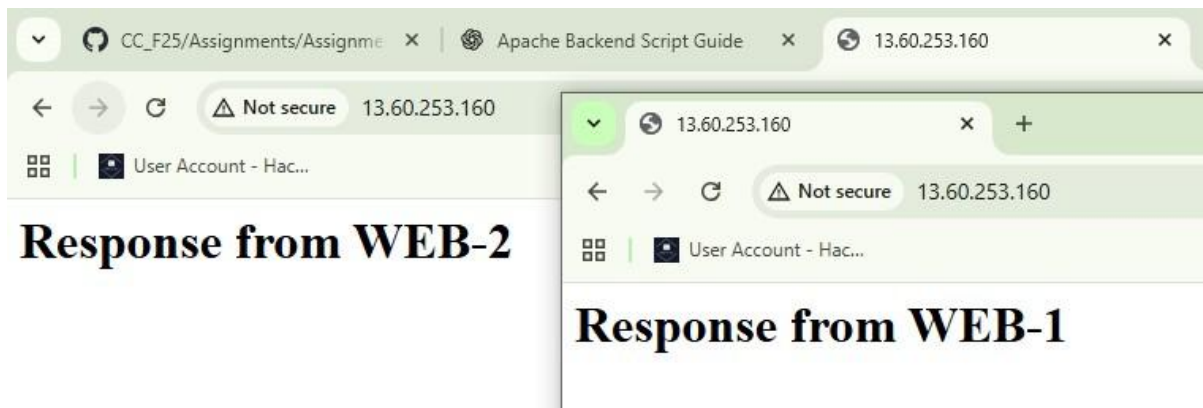 CC_F25/Assignments/Assignme
Apache Backend Script Guide
13.60.253.160
Not secure 13.60.253.160
User Account - Hac...
Response from WEB-2
13.60.253.160
Not secure 13.60.253.160
User Account - Hac...
Response from WEB-1